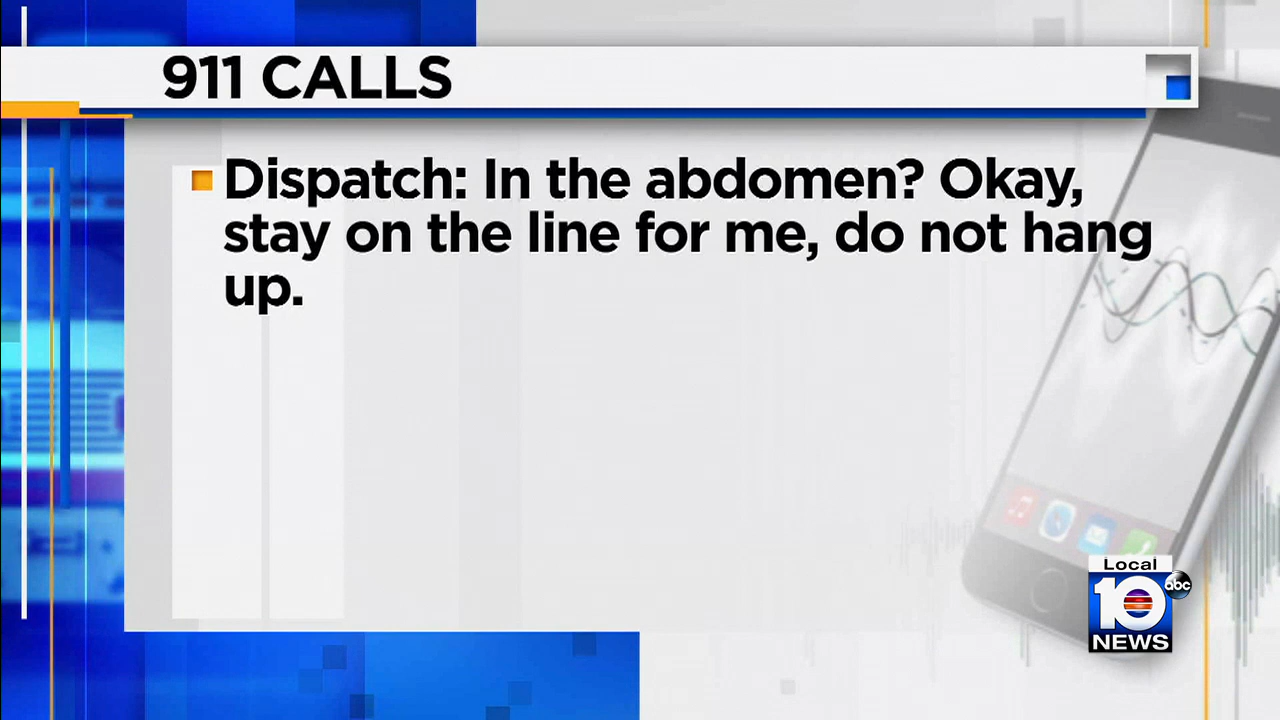 911 CALLS
Dispatch: In the abdomen? Okay,
stay on the line for me, do not hang
up.
Local
10 abc
NEWS